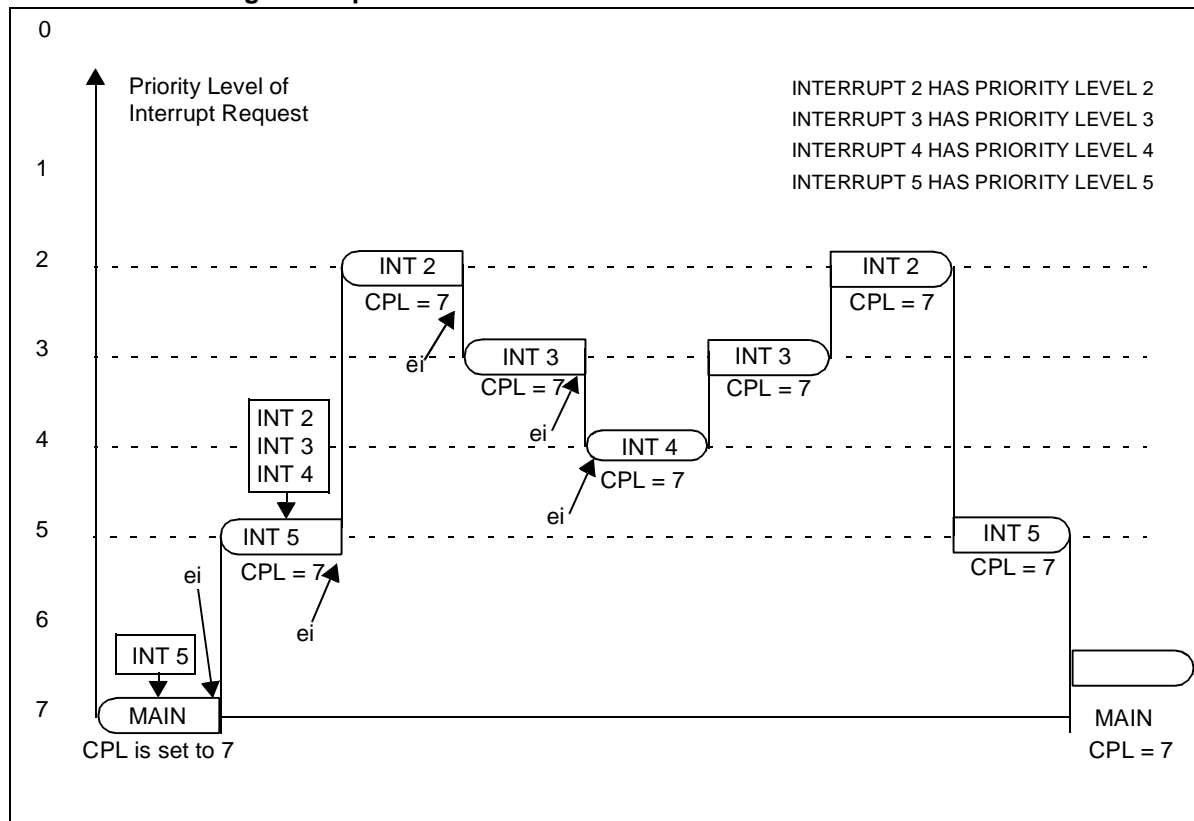 0
Priority Level of
Interrupt Request
INTERRUPT 2 HAS PRIORITY LEVEL 2
INTERRUPT 3 HAS PRIORITY LEVEL 3
INTERRUPT 4 HAS PRIORITY LEVEL 4
INTERRUPT 5 HAS PRIORITY LEVEL 5
1
2
INT 2
CPL = 7
INT 2
CPL = 7
ei
3
INT 3
CPL = 7
INT 3
CPL = 7
ei
INT 2
INT 3
INT 4
4
INT 4
CPL = 7
ei
5
INT 5
CPL = 7
INT 5
CPL = 7
ei
ei
6
INT 5
7
MAIN
CPL is set to 7
MAIN
CPL = 7